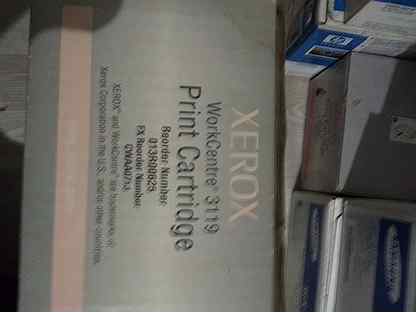 XEROX
WorkCentre® 3119
Print Cartridge
Reorder Number:
013R00625
FX Reorder Number:
XEROX® and WorkCentre® are trademarks of
Xerox Corporation in the U.S. and/or other countries.
hp